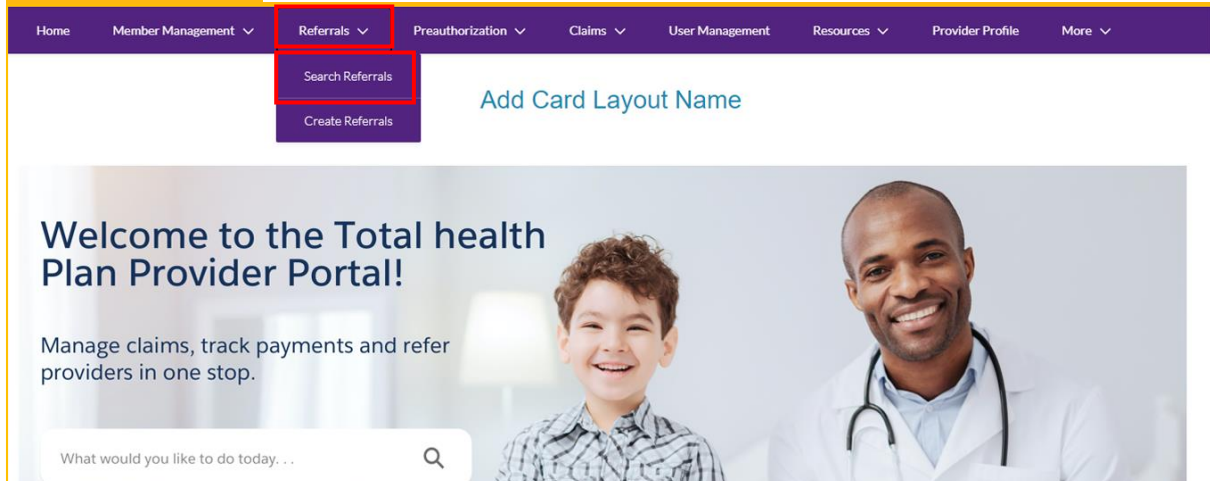 Home Member Management Referrals Preauthorization Claims User Management Resources Provider Profile More
Search Referrals
Create Referrals
Add Card Layout Name
Welcome to the Total health
Plan Provider Portal!
Manage claims, track payments and refer
providers in one stop.
What would you like to do today. . .